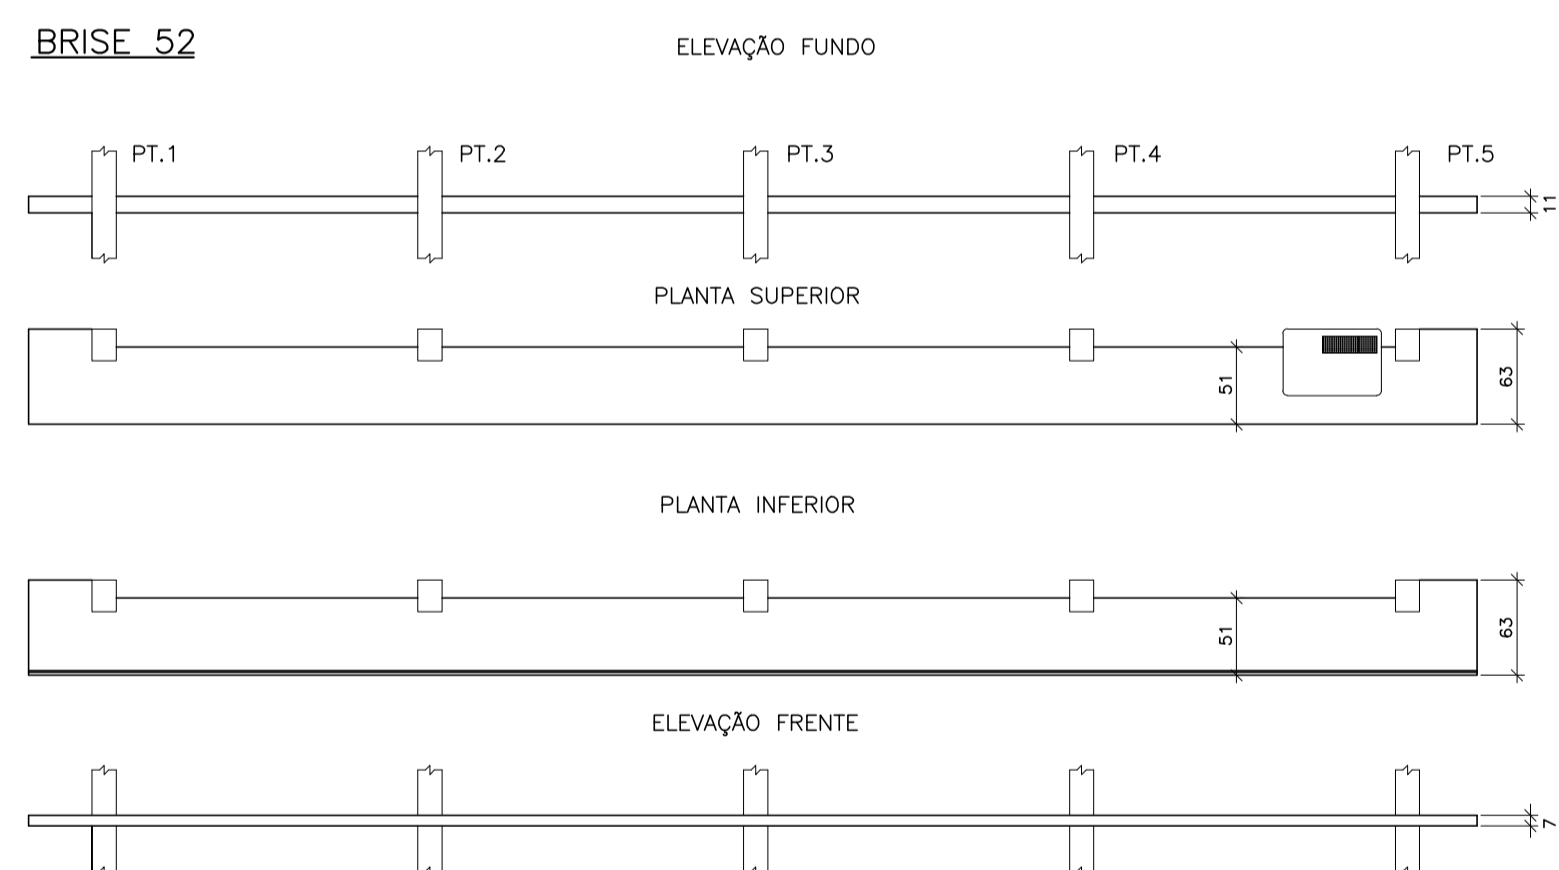 BRISE 52
ELEVAÇÃO FUNDO
PT.1
PT.2
PT.3
PT.4
PT.5
11
PLANTA SUPERIOR
51
63
PLANTA INFERIOR
51
63
ELEVAÇÃO FRENTE
7